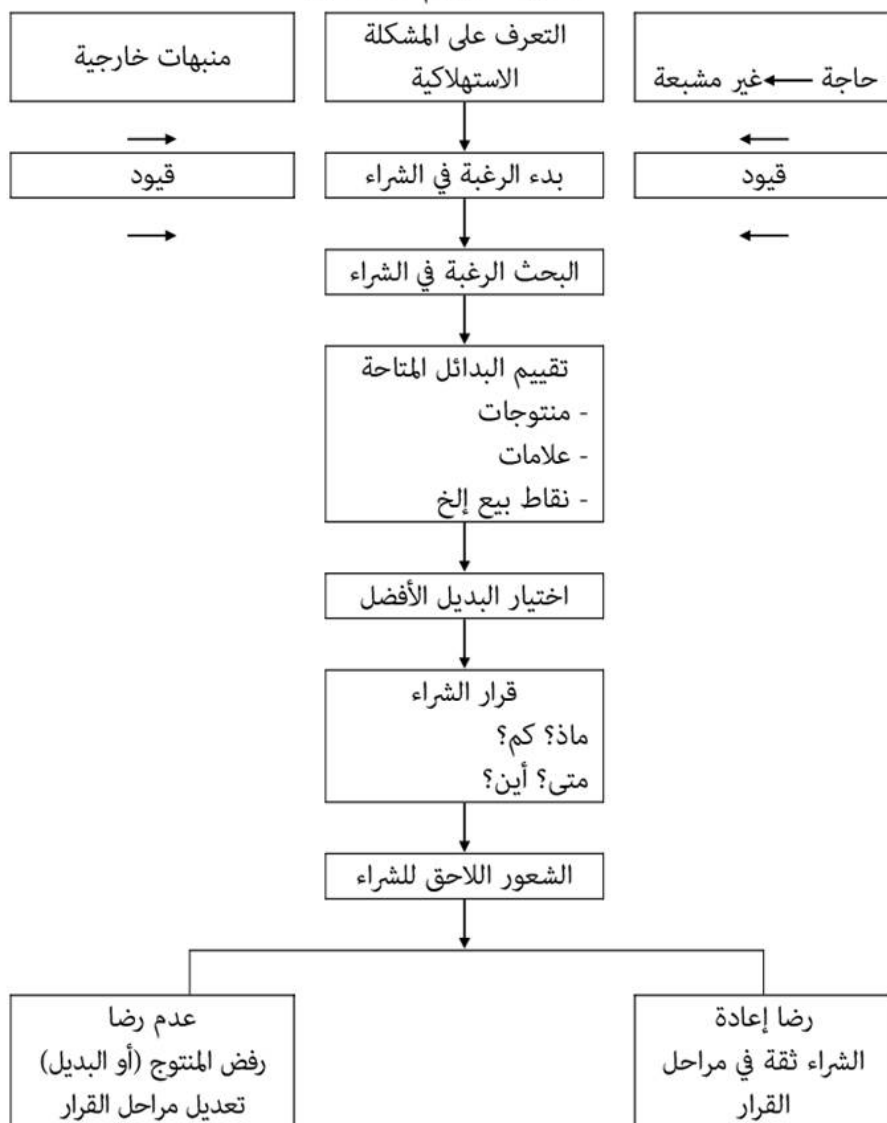 حاجة ← غير مشبعة
التعرف على المشكلة
الاستهلاكية
منبهات خارجية
قيود
بدء الرغبة في الشراء
قيود
البحث الرغبة في الشراء
تقييم البدائل المتاحة
- منتوجات
- علامات
- نقاط بيع إلخ
اختيار البديل الأفضل
قرار الشراء
ماذ؟ كم؟
متى؟ أين؟
الشعور اللاحق للشراء
رضا إعادة
الشراء ثقة في مراحل
القرار
عدم رضا
رفض المنتوج (أو البديل)
تعديل مراحل القرار